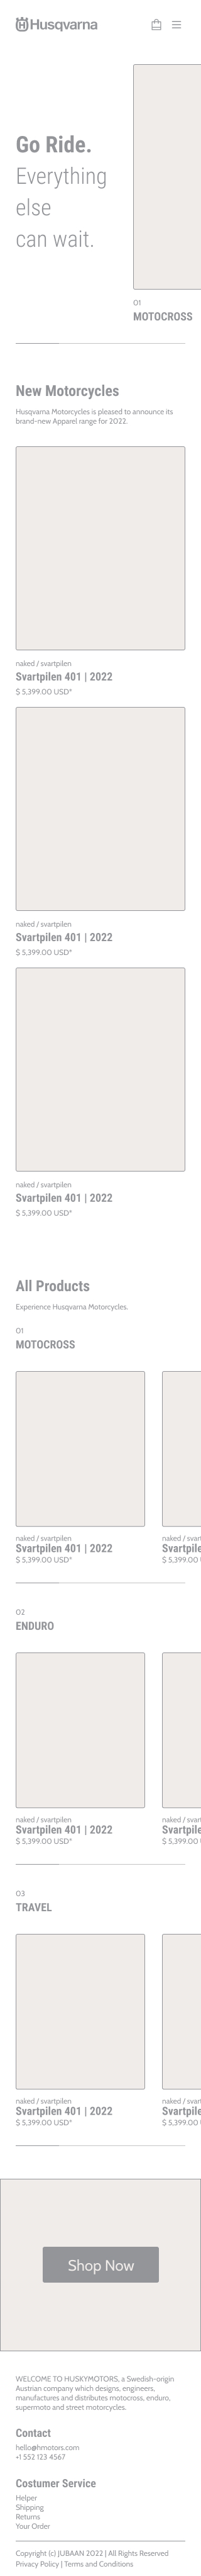 Husqvarna
Go Ride.
Everything
else
can wait.
01
MOTOCROSS
New Motorcycles
Husqvarna Motorcycles is pleased to announce its
brand-new Apparel range for 2022.
naked / svartpilen
Svartpilen 401 | 2022
$ 5,399.00 USD*
naked / svartpilen
Svartpilen 401 | 2022
$ 5,399.00 USD*
naked / svartpilen
Svartpilen 401 | 2022
$ 5,399.00 USD*
All Products
Experience Husqvarna Motorcycles.
01
MOTOCROSS
naked / svartpilen
Svartpilen 401 | 2022
$ 5,399.00 USD*
naked / svart
Svartpile
$ 5,399.00 U
02
ENDURO
naked / svartpilen
Svartpilen 401 | 2022
$ 5,399.00 USD*
naked / svart
Svartpile
$ 5,399.00 U
03
TRAVEL
naked / svartpilen
Svartpilen 401 | 2022
$ 5,399.00 USD*
naked / svart
Svartpile
$ 5,399.00 U
Shop Now
WELCOME TO HUSKYMOTORS, a Swedish-origin
Austrian company which designs, engineers,
manufactures and distributes motocross, enduro,
supermoto and street motorcycles.
Contact
hello@hmotors.com
+1 552 123 4567
Costumer Service
Helper
Shipping
Returns
Your Order
Copyright (c) JUBAAN 2022 | All Rights Reserved
Privacy Policy | Terms and Conditions